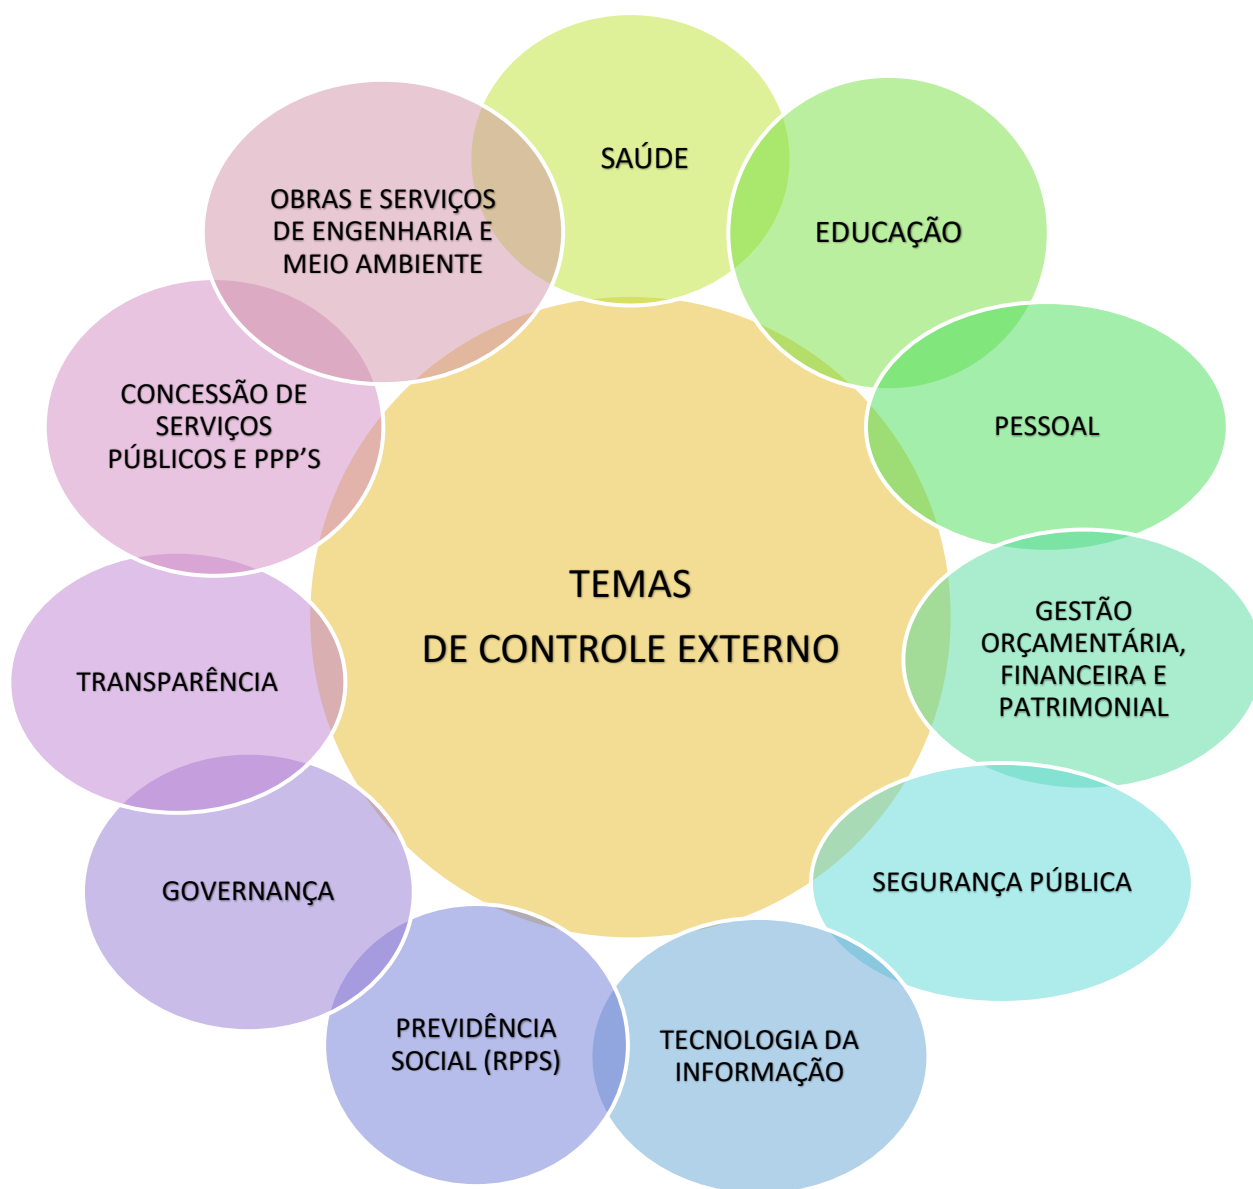 SAÚDE
EDUCAÇÃO
PESSOAL
GESTÃO
ORÇAMENTÁRIA,
FINANCEIRA E
PATRIMONIAL
SEGURANÇA PÚBLICA
TECNOLOGIA DA
INFORMAÇÃO
PREVIDÊNCIA
SOCIAL (RPPS)
GOVERNANÇA
TRANSPARÊNCIA
CONCESSÃO DE
SERVIÇOS
PÚBLICOS E PPP’S
OBRAS E SERVIÇOS
DE ENGENHARIA E
MEIO AMBIENTE
TEMAS
DE CONTROLE EXTERNO